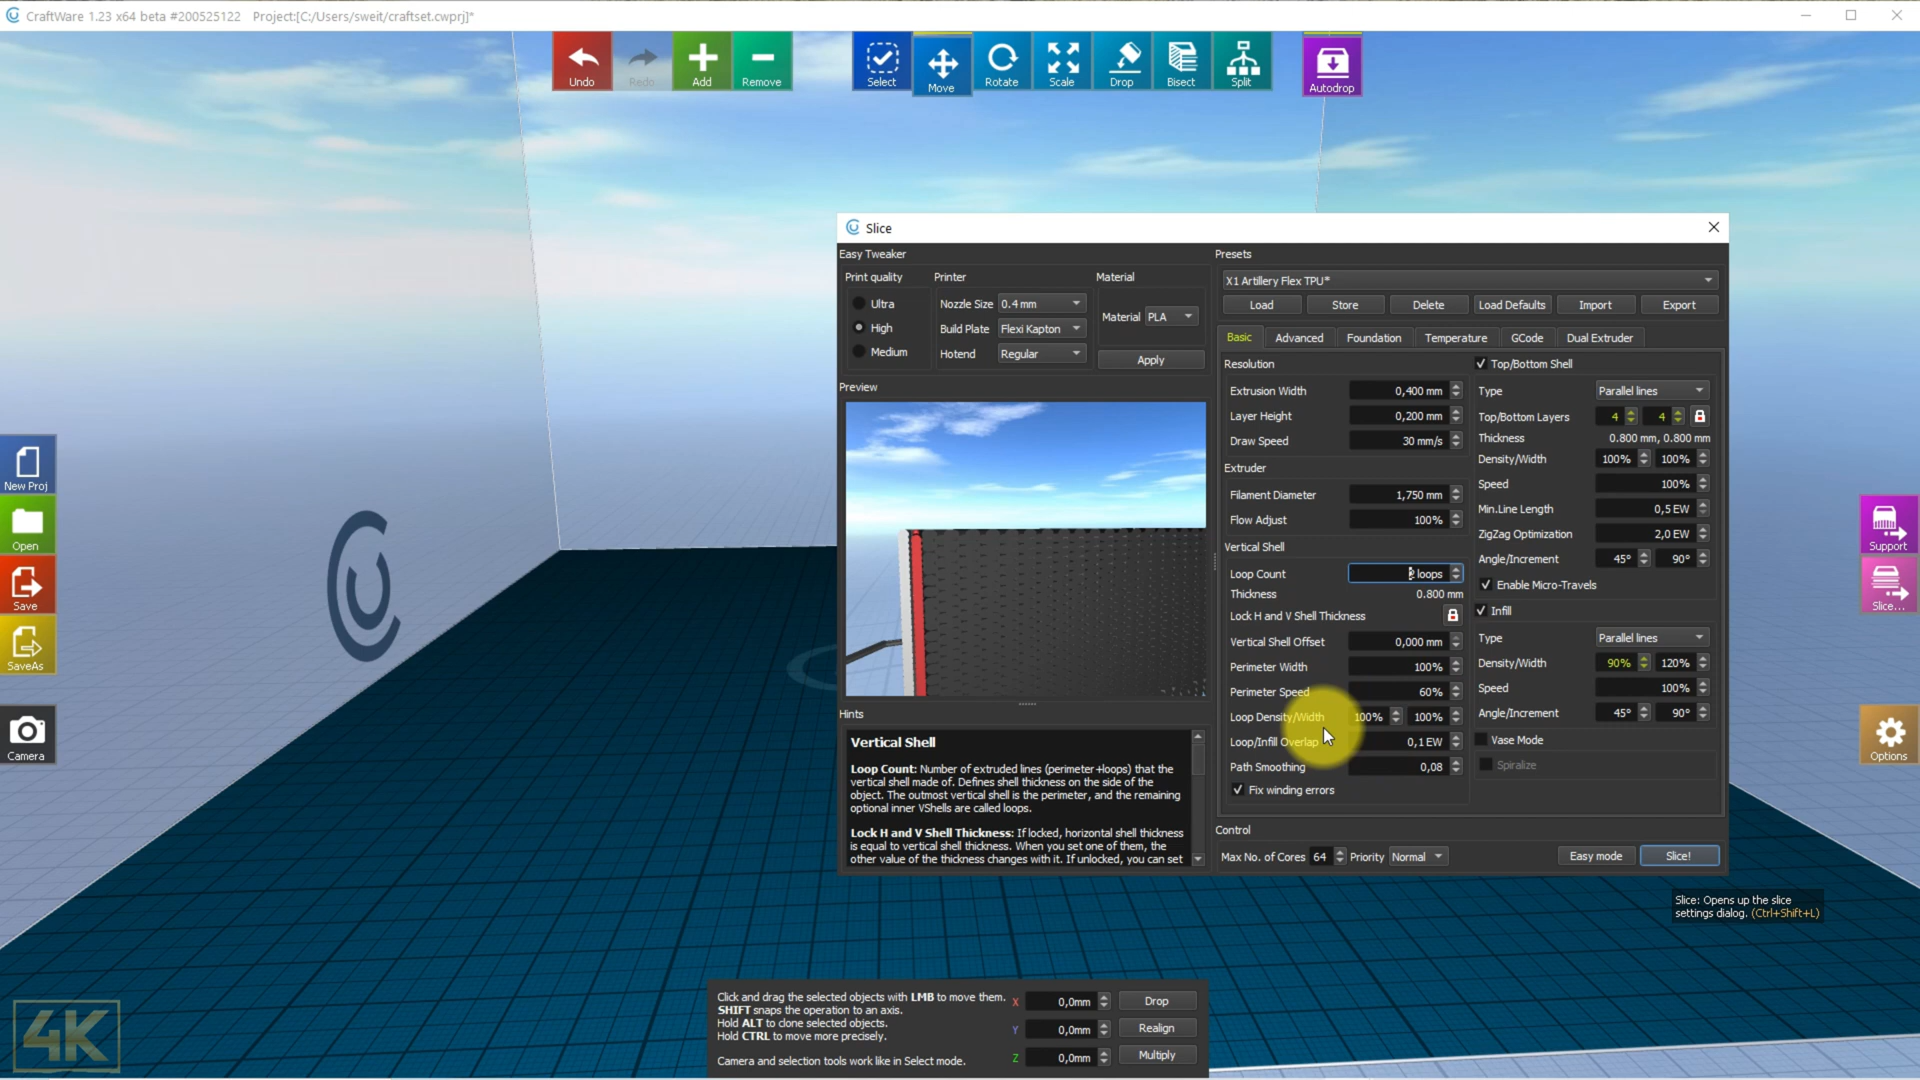 CraftWare 1.23 x64 beta #200525122 Project:[C:/Users/sweit/craftset.cwprj]*
Undo Redo Add Remove Select Move Rotate Scale Drop Bisect Split Autodrop
New Proj
Open
Save
SaveAs
Camera
Slice
Easy Tweaker
Print quality Printer Material
Ultra
High
Medium
Nozzle Size 0.4 mm
Build Plate Flexi Kapton
Hotend Regular
Material PLA
Apply
Preview
Hints
Vertical Shell
Loop Count: Number of extruded lines (perimeter+loops) that the
vertical shell made of. Defines shell thickness on the side of the
object. The outmost vertical shell is the perimeter, and the remaining
optional inner VShells are called loops.
Lock H and V Shell Thickness: If locked, horizontal shell thickness
is equal to vertical shell thickness. When you set one of them, the
other value of the thickness changes with it. If unlocked, you can set
Presets
X1 Artillery Flex TPU*
Load Store Delete Load Defaults Import Export
Basic Advanced Foundation Temperature GCode Dual Extruder
Resolution
Extrusion Width 0,400 mm
Layer Height 0,200 mm
Draw Speed 30 mm/s
Extruder
Filament Diameter 1,750 mm
Flow Adjust 100%
Vertical Shell
Loop Count loops
Thickness 0.800 mm
Lock H and V Shell Thickness
Vertical Shell Offset 0,000 mm
Perimeter Width 100%
Perimeter Speed 60%
Loop Density/Width 100% 100%
Loop/Infill Overlap 0,1 EW
Path Smoothing 0,08
Fix winding errors
Top/Bottom Shell
Type Parallel lines
Top/Bottom Layers 4 4
Thickness 0.800 mm, 0.800 mm
Density/Width 100% 100%
Speed 100%
Min.Line Length 0,5 EW
ZigZag Optimization 2,0 EW
Angle/Increment 45° 90°
Enable Micro-Travels
Infill
Type Parallel lines
Density/Width 90% 120%
Speed 100%
Angle/Increment 45° 90°
Vase Mode
Spiralize
Control
Max No. of Cores 64 Priority Normal Easy mode Slice!
Slice: Opens up the slice
settings dialog. (Ctrl+Shift+L)
Support
Slice...
Options
Click and drag the selected objects with LMB to move them.
SHIFT snaps the operation to an axis.
Hold ALT to clone selected objects.
Hold CTRL to move more precisely.
Camera and selection tools work like in Select mode.
X 0,0mm Drop
Y 0,0mm Realign
Z 0,0mm Multiply
4K